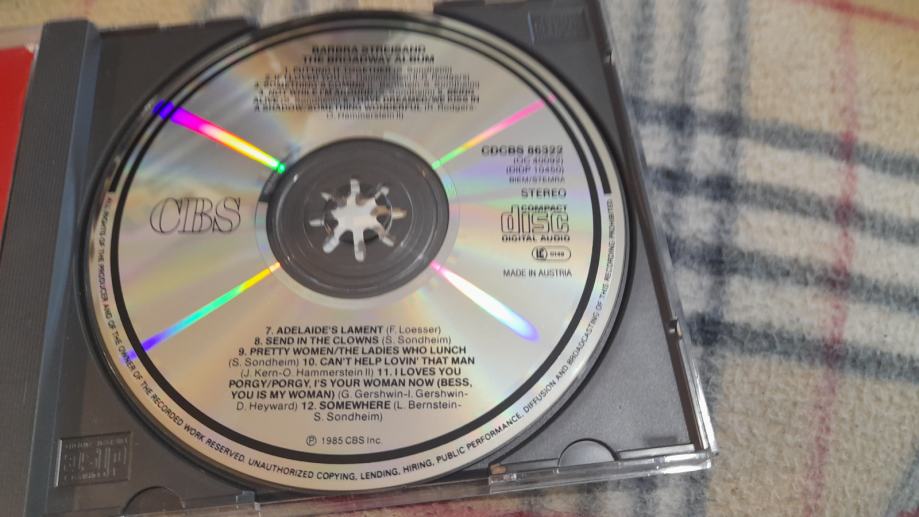 BARBRA STREISAND
THE BROADWAY ALBUM
O. Hammerstein II)
CBS
CDCBS 86322
(DIDP 10450)
BIEM/STEMRA
STEREO
COMPACT
disc
DIGITAL AUDIO
MADE IN AUSTRIA
7. ADELAIDE'S LAMENT (F. Loesser)
8. SEND IN THE CLOWNS (S. Sondheim)
9. PRETTY WOMEN/THE LADIES WHO LUNCH
(S. Sondheim) 10. CAN'T HELP LOVIN' THAT MAN
(J. Kern-O. Hammerstein II) 11. I LOVES YOU
PORGY/PORGY, I'S YOUR WOMAN NOW (BESS,
YOU IS MY WOMAN) (G. Gershwin-I. Gershwin-
D. Heyward) 12. SOMEWHERE (L. Bernstein-
S. Sondheim)
℗ 1985 CBS Inc.
ALL RIGHTS OF THE PRODUCER AND OF THE OWNER OF THE RECORDED WORK RESERVED. UNAUTHORIZED COPYING, LENDING, HIRING, PUBLIC PERFORMANCE, DIFFUSION AND BROADCASTING OF THIS RECORDING PROHIBITED.